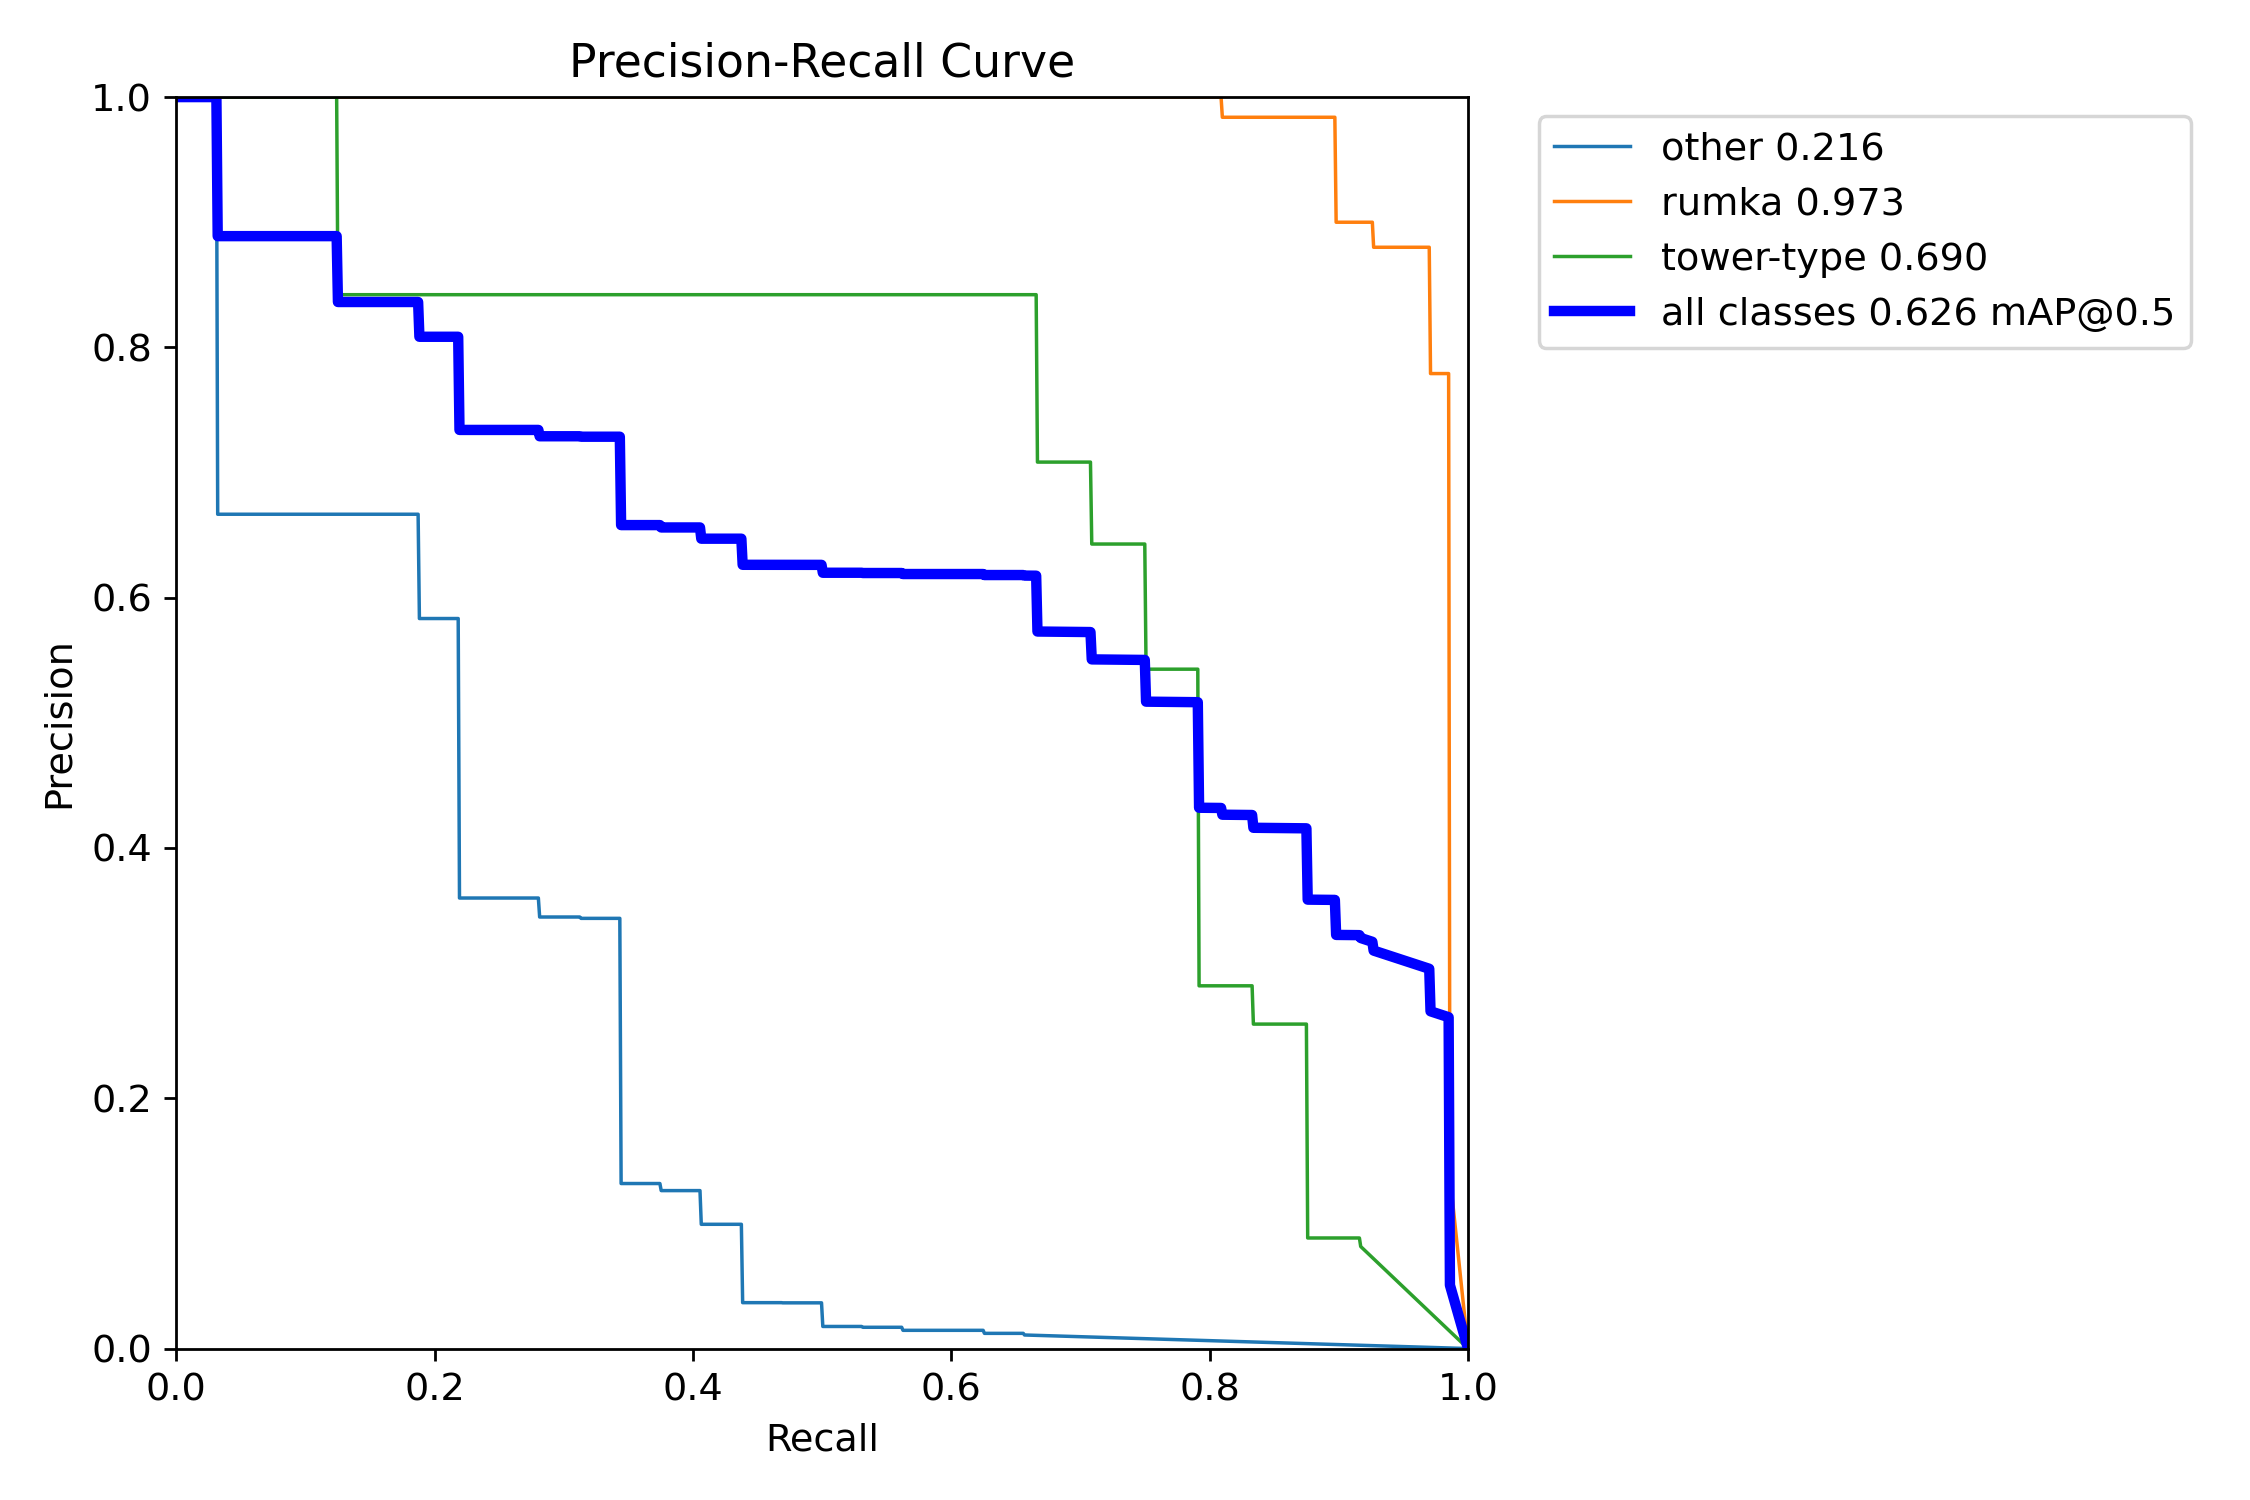 Precision-Recall Curve
1.0
0.8
0.6
0.4
0.2
0.0
Precision
0.0 0.2 0.4 0.6 0.8 1.0
Recall
other 0.216
rumka 0.973
tower-type 0.690
all classes 0.626 mAP@0.5